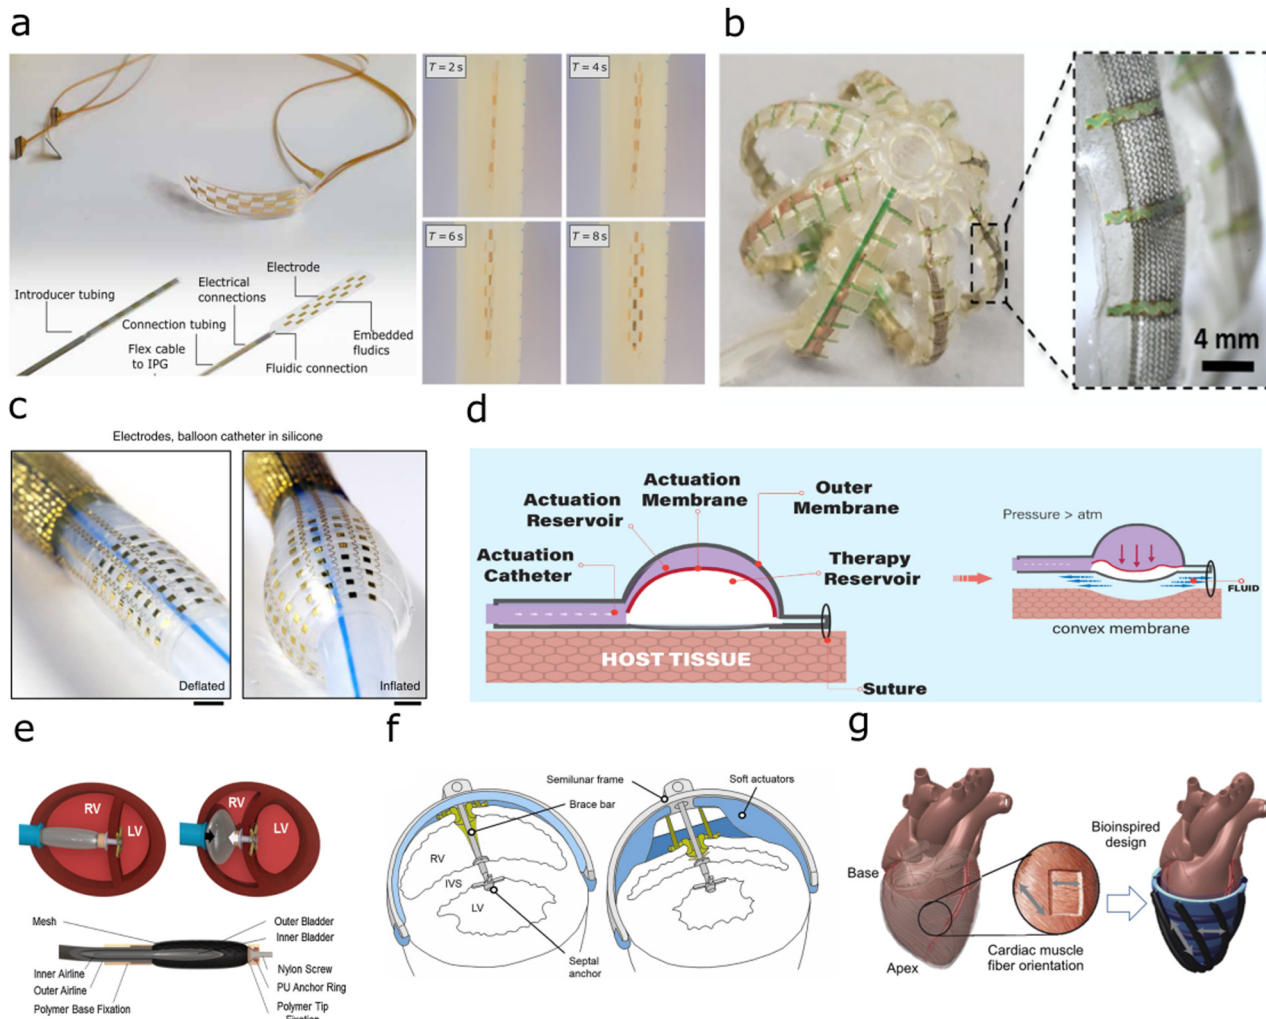 a
T = 2 s
T = 4 s
T = 6 s
T = 8 s
Introducer tubing
Electrical
connections
Electrode
Connection tubing
Flex cable
to IPG
Embedded
fludics
Fluidic connection
b
4 mm
c
Electrodes, balloon catheter in silicone
Deflated
Inflated
d
Actuation
Reservoir
Actuation
Membrane
Outer
Membrane
Actuation
Catheter
Therapy
Reservoir
HOST TISSUE
Suture
Pressure > atm
FLUID
convex membrane
e
RV
LV
RV
LV
Mesh
Outer Bladder
Inner Bladder
Inner Airline
Outer Airline
Polymer Base Fixation
Nylon Screw
PU Anchor Ring
Polymer Tip
Fixation
f
Semilunar frame
Soft actuators
Brace bar
RV
IVS
LV
Septal
anchor
g
Base
Apex
Bioinspired
design
Cardiac muscle
fiber orientation